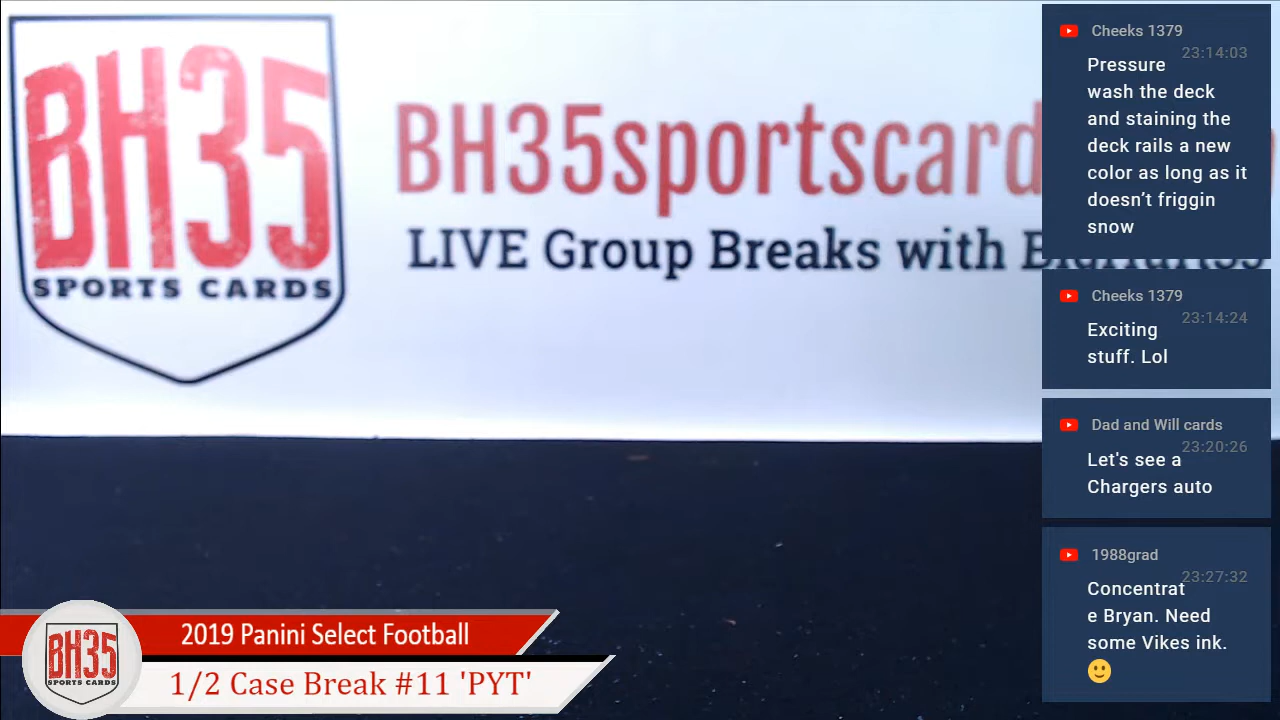 BH35
SPORTS CARDS
BH35sportscard
LIVE Group Breaks with
Cheeks 1379
23:14:03
Pressure
wash the deck
and staining the
deck rails a new
color as long as it
doesn't friggin
snow
Cheeks 1379
23:14:24
Exciting
stuff. Lol
Dad and Will cards
23:20:26
Let's see a
Chargers auto
1988grad
23:27:32
Concentrat
e Bryan. Need
some Vikes ink.
🙂
BH35
SPORTS CARDS
2019 Panini Select Football
1/2 Case Break #11 'PYT'